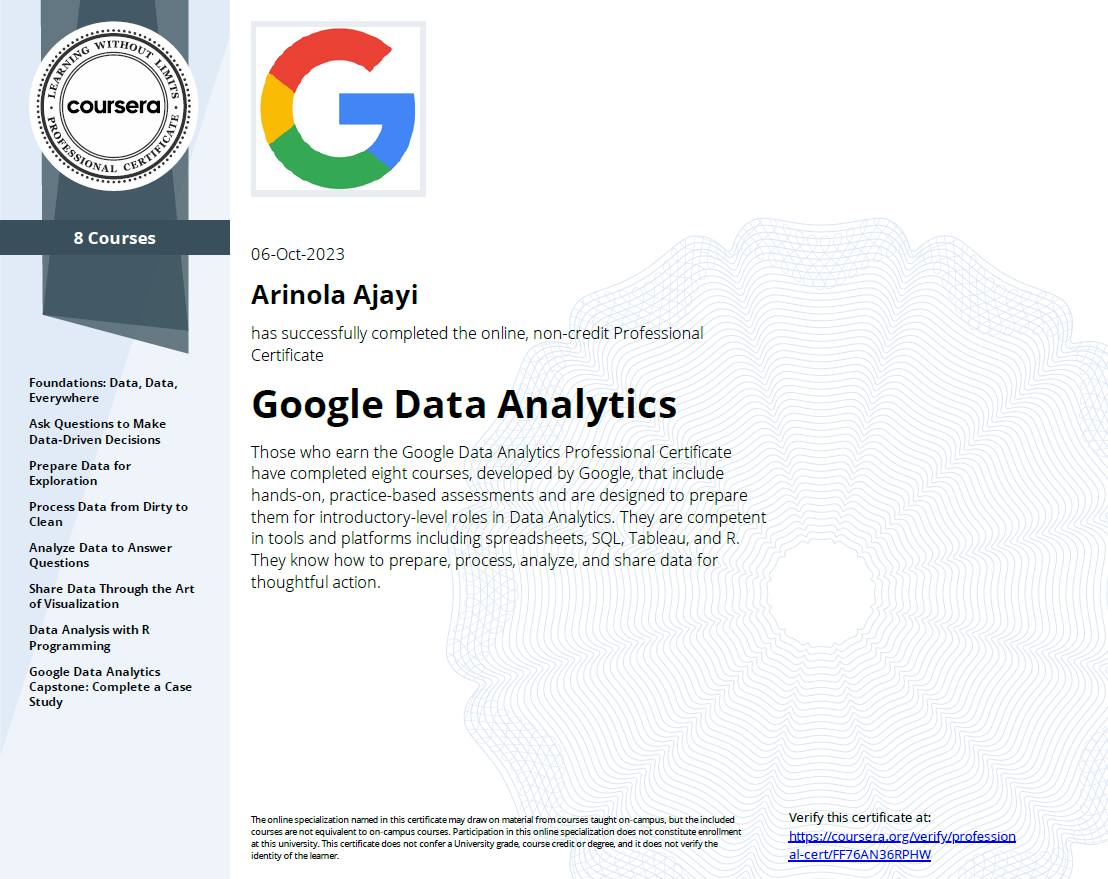 LEARNING WITHOUT LIMITS
coursera
PROFESSIONAL CERTIFICATE
8 Courses
Foundations: Data, Data,
Everywhere
Ask Questions to Make
Data-Driven Decisions
Prepare Data for
Exploration
Process Data from Dirty to
Clean
Analyze Data to Answer
Questions
Share Data Through the Art
of Visualization
Data Analysis with R
Programming
Google Data Analytics
Capstone: Complete a Case
Study
G
06-Oct-2023
Arinola Ajayi
has successfully completed the online, non-credit Professional
Certificate
Google Data Analytics
Those who earn the Google Data Analytics Professional Certificate
have completed eight courses, developed by Google, that include
hands-on, practice-based assessments and are designed to prepare
them for introductory-level roles in Data Analytics. They are competent
in tools and platforms including spreadsheets, SQL, Tableau, and R.
They know how to prepare, process, analyze, and share data for
thoughtful action.
The online specialization named in this certificate may draw on material from courses taught on-campus, but the included
courses are not equivalent to on-campus courses. Participation in this online specialization does not constitute enrollment
at this university. This certificate does not confer a University grade, course credit or degree, and it does not verify the
identity of the learner.
Verify this certificate at:
https://coursera.org/verify/profession
al-cert/FF76AN36RPHW